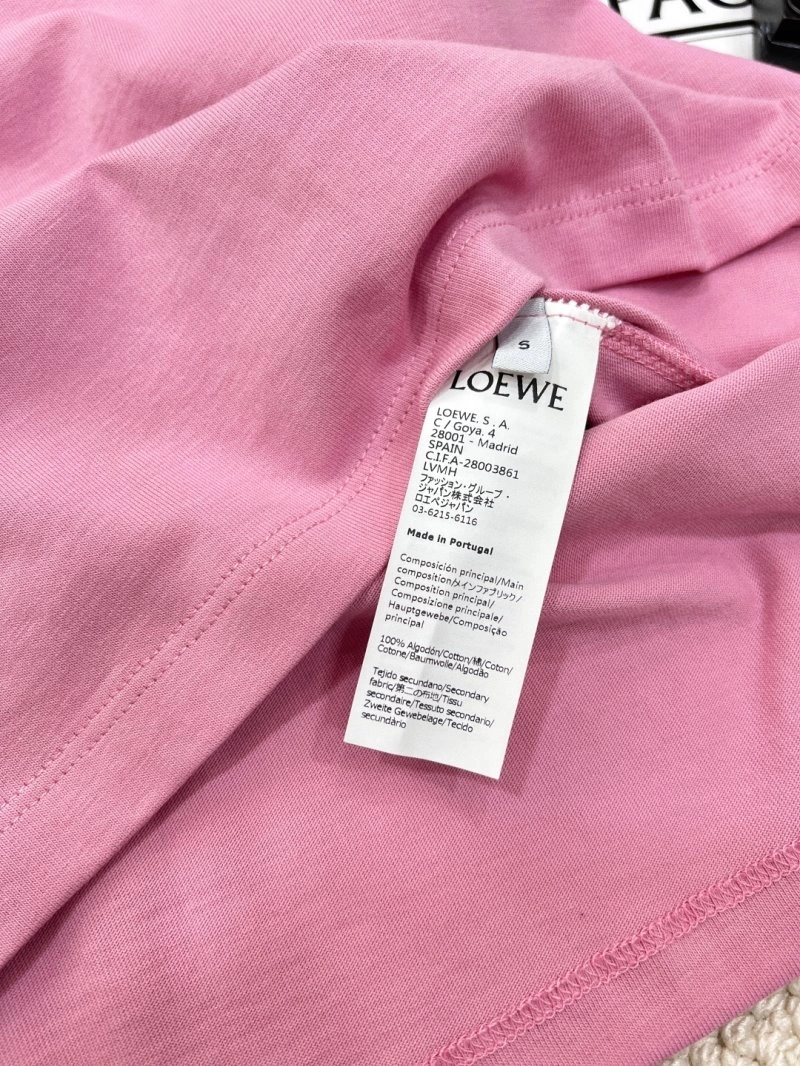 S
LOEWE
LOEWE. S . A.
C / Goya. 4
28001 - Madrid
SPAIN
C.I.F.A-28003861
LVMH
ファッション・グループ・
ジャパン株式会社
ロエベジャパン
03-6215-6116
Made in Portugal
Composición principal/Main
composition/メインファブリック/
Composition principal/
Composizione principale/
Hauptgewebe/Composição
principal
100% Algodón/Cotton/綿/Coton/
Cotone/Baumwolle/Algodão
Tejido secundano/Secondary
fabric/第二の布地/Tissu
secondaire/Tessuto secondario/
Zweite Gewebelage/Tecido
secundário